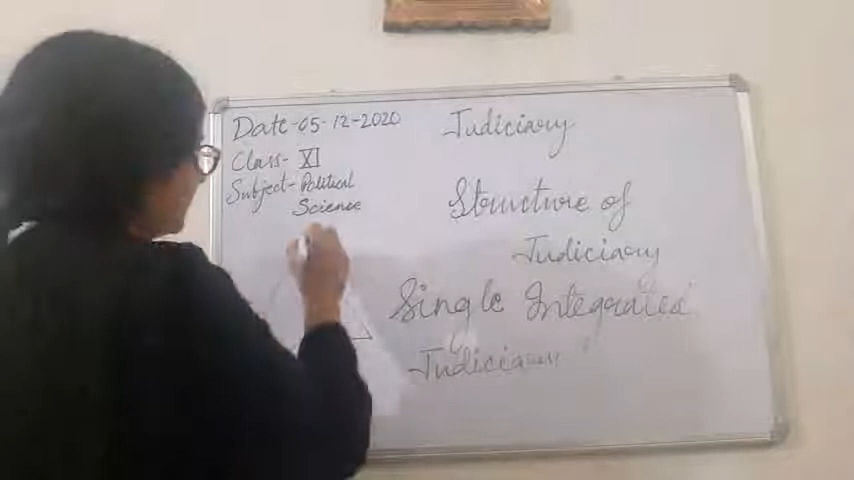 Date-05-12-2020
Class- XI
Subject- Political
Science
Judiciary
Structure of
Judiciary
Single Integrated
Judiciary